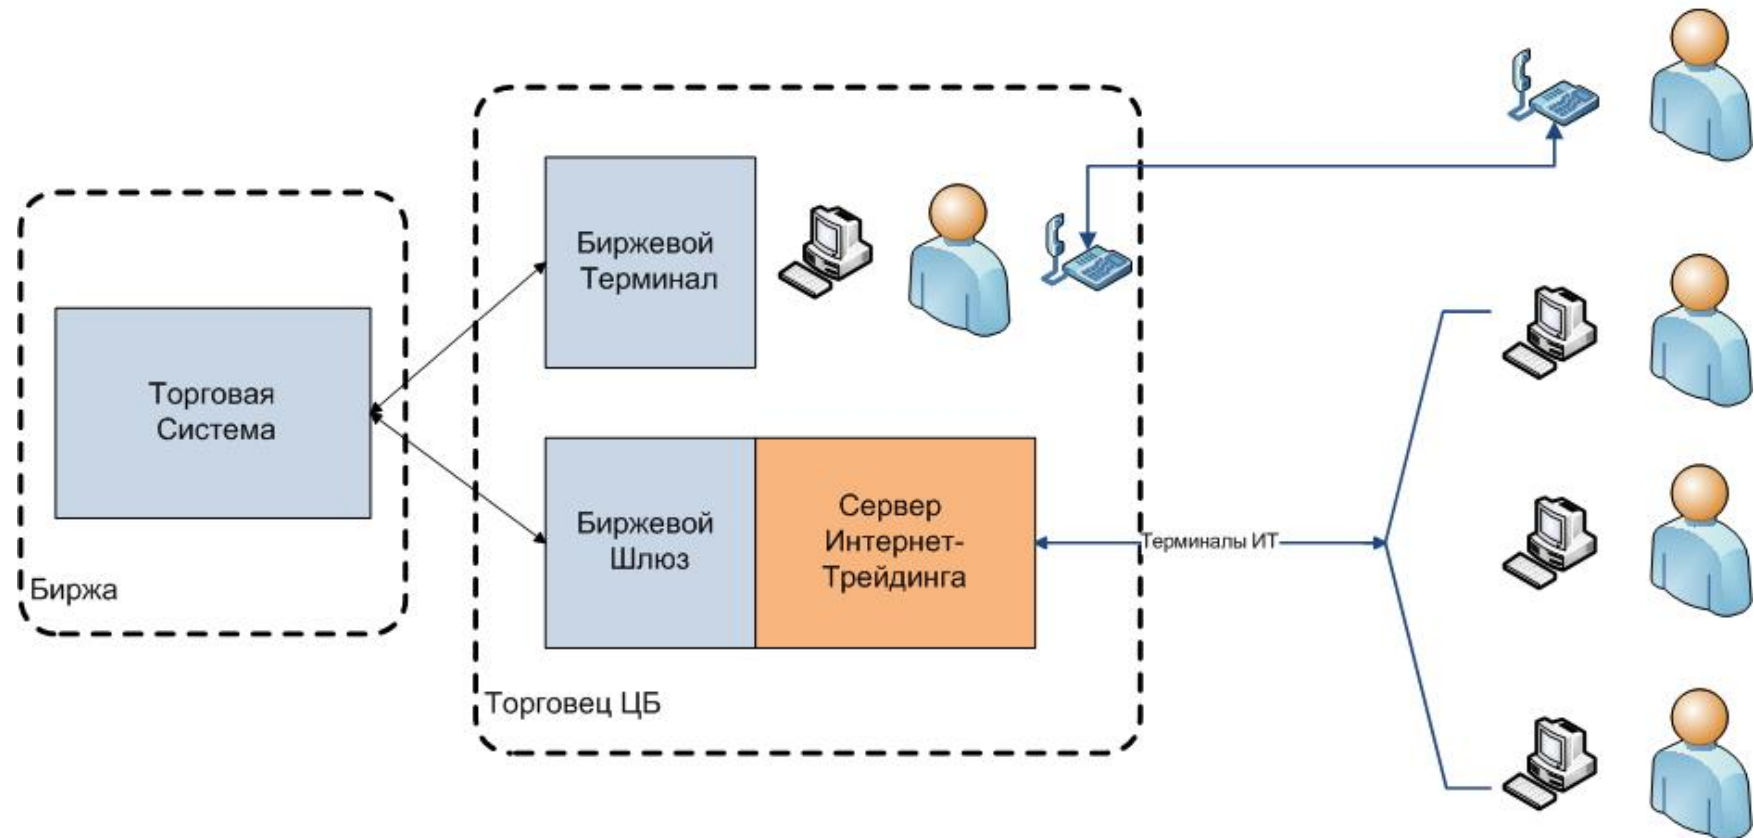 Биржевой
Терминал
Торговая
Система
Биржевой
Шлюз
Сервер
Интернет-
Трейдинга
Терминалы ИТ
Биржа
Торговец ЦБ